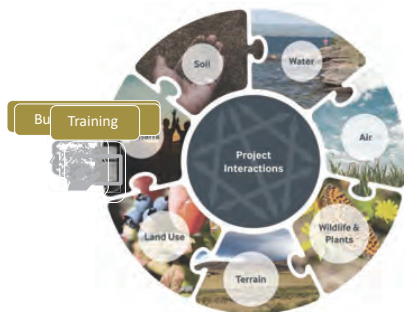 Soil
Water
Bu
Training
Air
Project
Interactions
Land Use
Wildlife &
Plants
Terrain